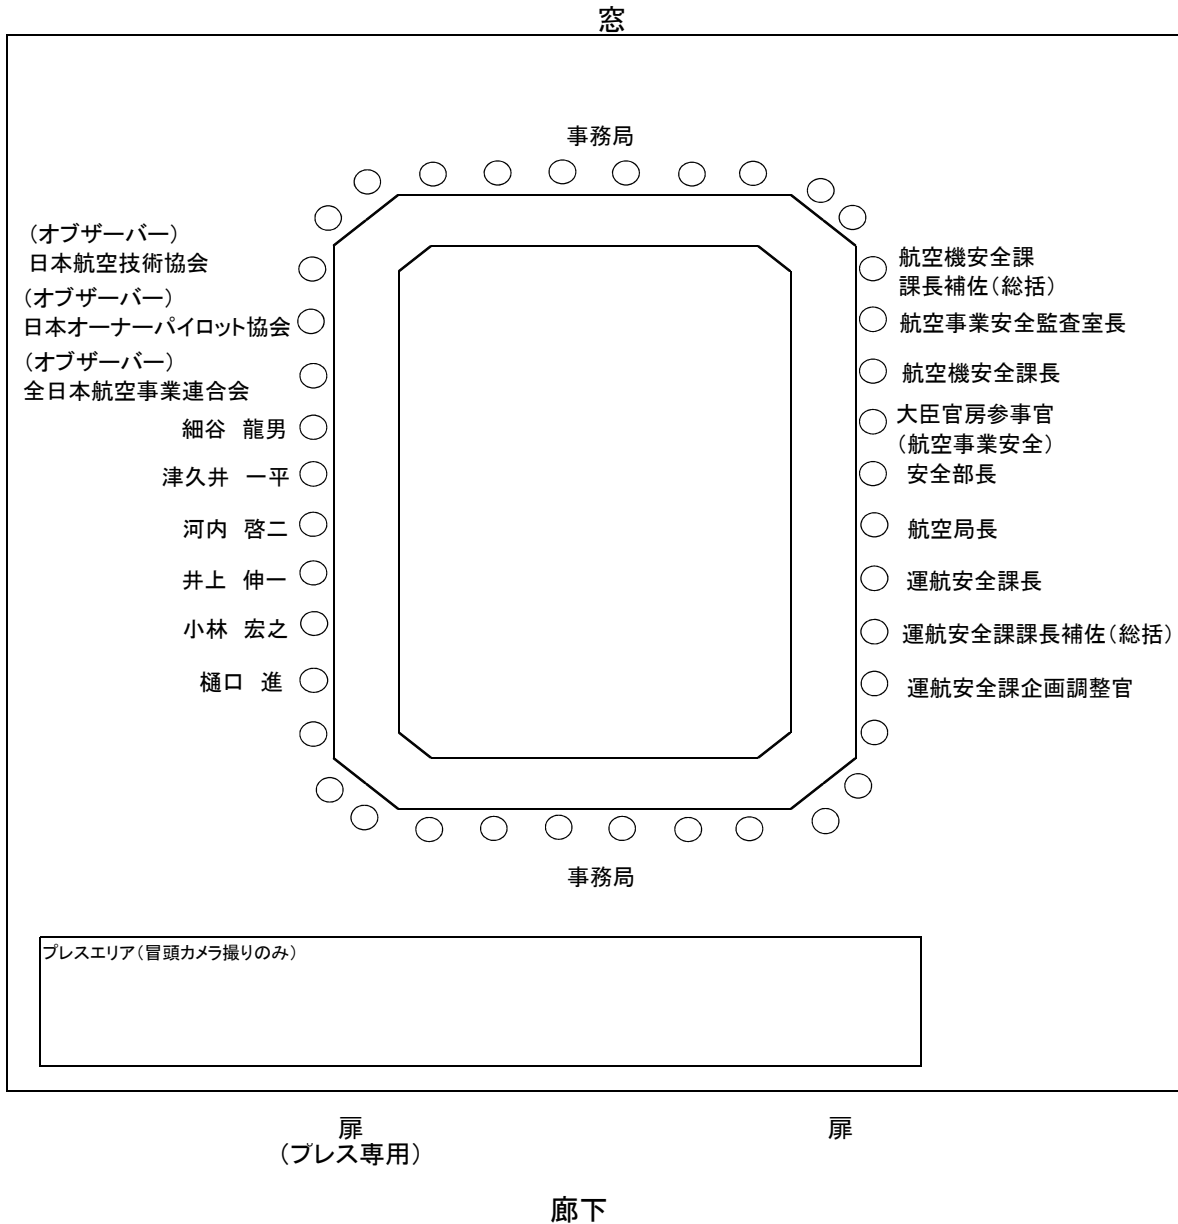 窓
事務局
(オブザーバー)
日本航空技術協会
(オブザーバー)
日本オーナーパイロット協会
(オブザーバー)
全日本航空事業連合会
細谷　龍男
津久井　一平
河内　啓二
井上　伸一
小林　宏之
樋口　進
航空機安全課
課長補佐(総括)
航空事業安全監査室長
航空機安全課長
大臣官房参事官
(航空事業安全)
安全部長
航空局長
運航安全課長
運航安全課課長補佐(総括)
運航安全課企画調整官
事務局
プレスエリア(冒頭カメラ撮りのみ)
扉
(プレス専用)
扉
廊下